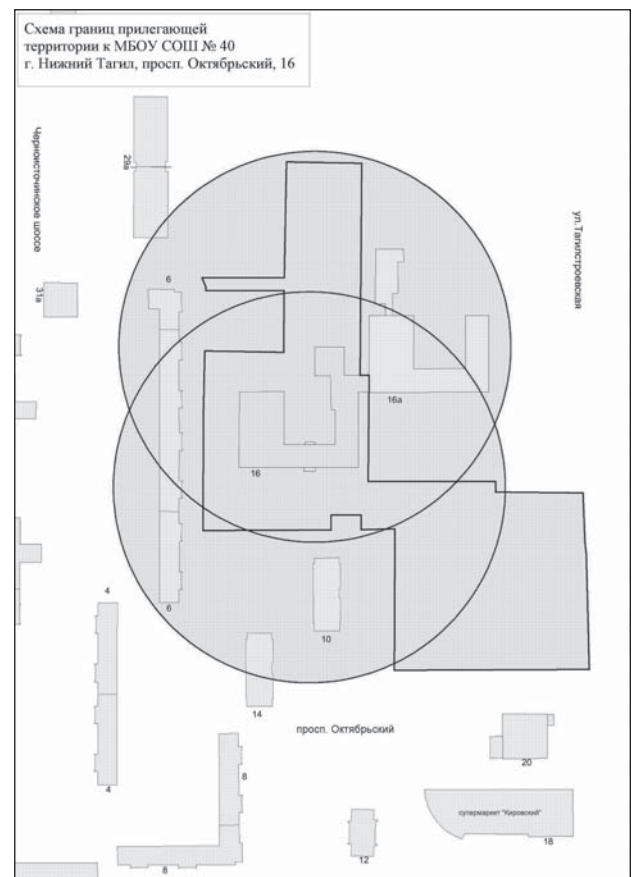 Схема границ прилегающей
территории к МБОУ СОШ № 40
г. Нижний Тагил, просп. Октябрьский, 16
Черноисточинское шоссе
29а
ул.Тагилстроевская
31а
6
16а
16
4
6
10
14
просп. Октябрьский
4
8
20
супермаркет "Кировский"
18
12
8